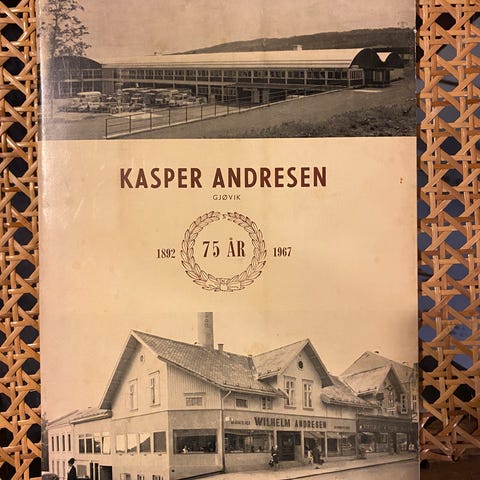 KASPER ANDRESEN
GJØVIK
1892 75 ÅR 1967
WILHELM ANDRESEN